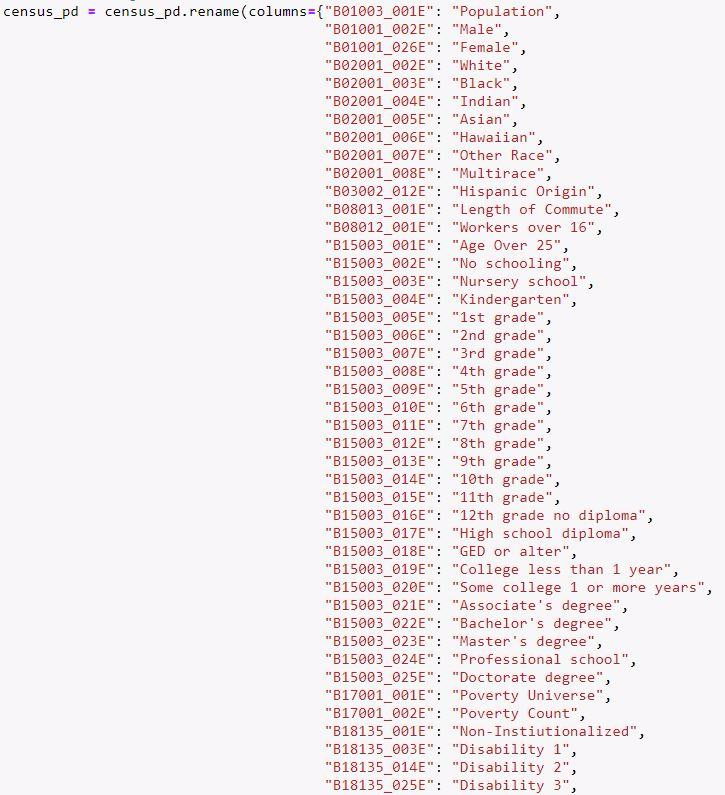 census_pd = census_pd.rename(columns={"B01003_001E": "Population",
"B01001_002E": "Male",
"B01001_026E": "Female",
"B02001_002E": "White",
"B02001_003E": "Black",
"B02001_004E": "Indian",
"B02001_005E": "Asian",
"B02001_006E": "Hawaiian",
"B02001_007E": "Other Race",
"B02001_008E": "Multirace",
"B03002_012E": "Hispanic Origin",
"B08013_001E": "Length of Commute",
"B08012_001E": "Workers over 16",
"B15003_001E": "Age Over 25",
"B15003_002E": "No schooling",
"B15003_003E": "Nursery school",
"B15003_004E": "Kindergarten",
"B15003_005E": "1st grade",
"B15003_006E": "2nd grade",
"B15003_007E": "3rd grade",
"B15003_008E": "4th grade",
"B15003_009E": "5th grade",
"B15003_010E": "6th grade",
"B15003_011E": "7th grade",
"B15003_012E": "8th grade",
"B15003_013E": "9th grade",
"B15003_014E": "10th grade",
"B15003_015E": "11th grade",
"B15003_016E": "12th grade no diploma",
"B15003_017E": "High school diploma",
"B15003_018E": "GED or alter",
"B15003_019E": "College less than 1 year",
"B15003_020E": "Some college 1 or more years",
"B15003_021E": "Associate's degree",
"B15003_022E": "Bachelor's degree",
"B15003_023E": "Master's degree",
"B15003_024E": "Professional school",
"B15003_025E": "Doctorate degree",
"B17001_001E": "Poverty Universe",
"B17001_002E": "Poverty Count",
"B18135_001E": "Non-Instiutionalized",
"B18135_003E": "Disability 1",
"B18135_014E": "Disability 2",
"B18135_025E": "Disability 3",